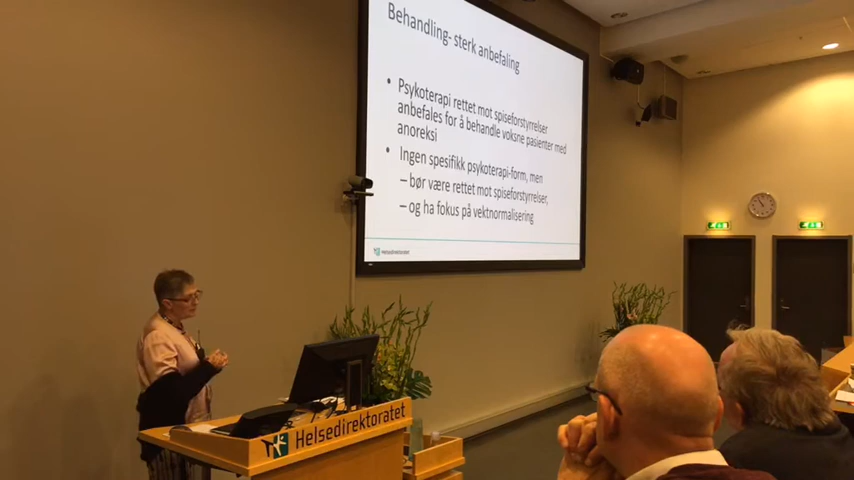 Behandling- sterk anbefaling
• Psykoterapi rettet mot spiseforstyrrelser
anbefales for å behandle voksne pasienter med
anoreksi
• Ingen spesifikk psykoterapi-form, men
– bør være rettet mot spiseforstyrrelser,
– og ha fokus på vektnormalisering
Helsedirektoratet
Helsedirektoratet